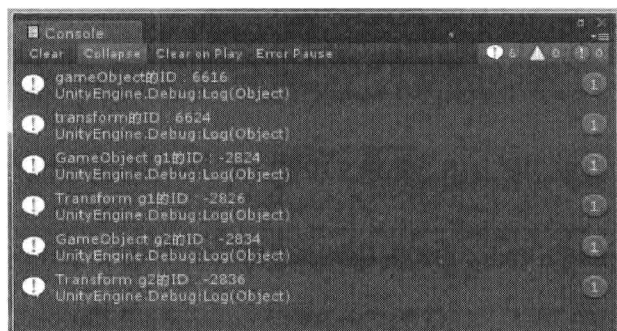 Console
Clear Collapse Clear on Play Error Pause 6 0 0
gameObject的ID : 6616
UnityEngine.Debug:Log(Object)
1
transform的ID : 6624
UnityEngine.Debug:Log(Object)
1
GameObject g1的ID : -2824
UnityEngine.Debug:Log(Object)
1
Transform g1的ID : -2826
UnityEngine.Debug:Log(Object)
1
GameObject g2的ID : -2834
UnityEngine.Debug:Log(Object)
1
Transform g2的ID : -2836
UnityEngine.Debug:Log(Object)
1